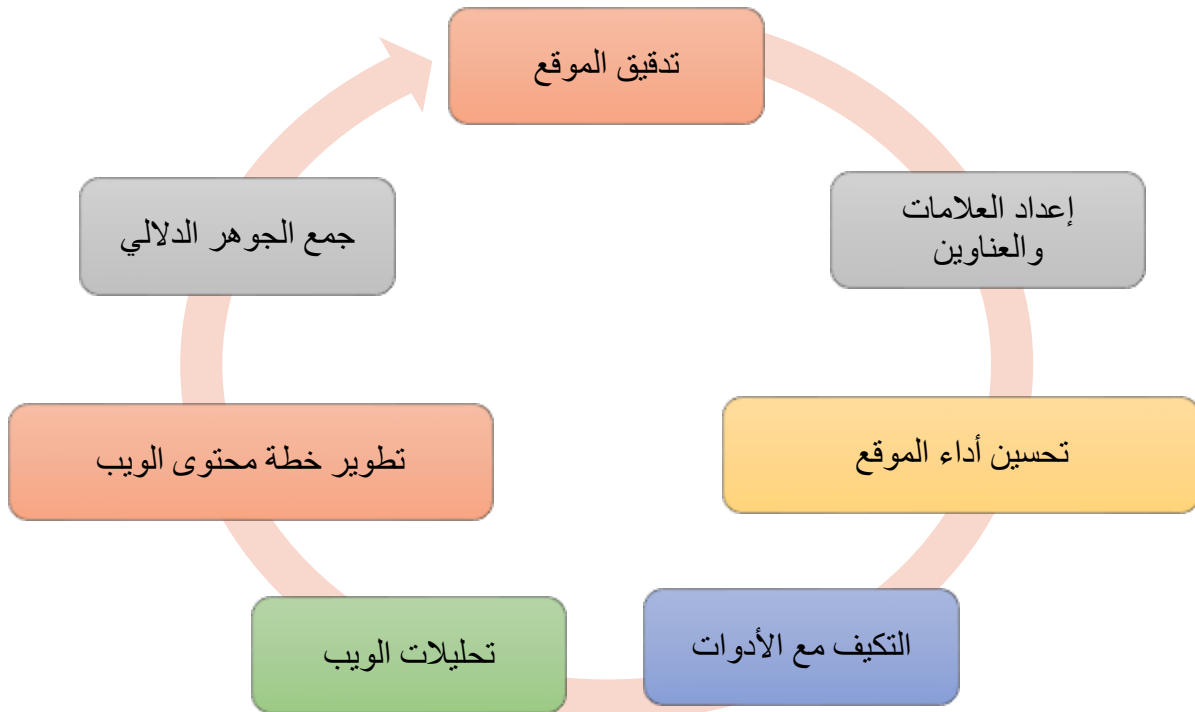 تدقيق الموقع
إعداد العلامات
والعناوين
تحسين أداء الموقع
التكيف مع الأدوات
تحليلات الويب
تطوير خطة محتوى الويب
جمع الجوهر الدلالي